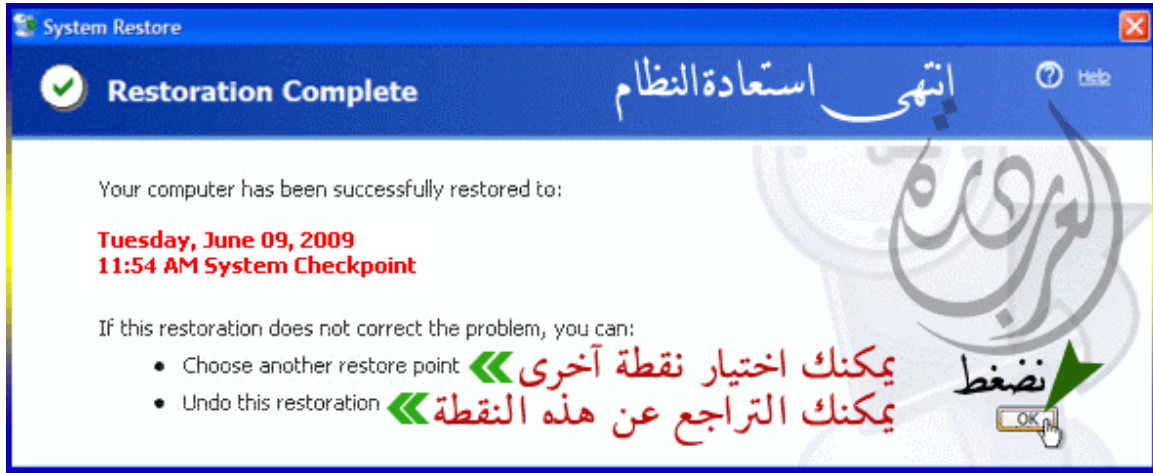 System Restore
Restoration Complete
انتهى استعادة النظام
Help
Your computer has been successfully restored to:
Tuesday, June 09, 2009
11:54 AM System Checkpoint
If this restoration does not correct the problem, you can:
• Choose another restore point
يمكنك اختيار نقطة آخرى
• Undo this restoration
يمكنك التراجع عن هذه النقطة
نضغط
OK